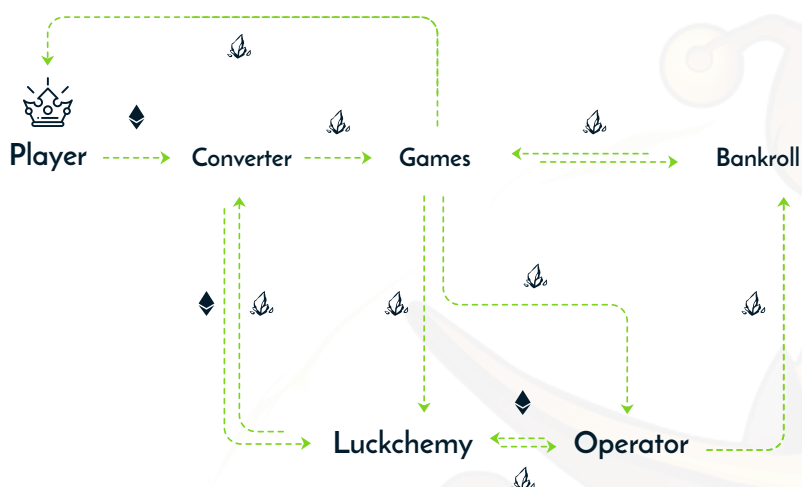 Player
Converter
Games
Bankroll
Luckchemy
Operator